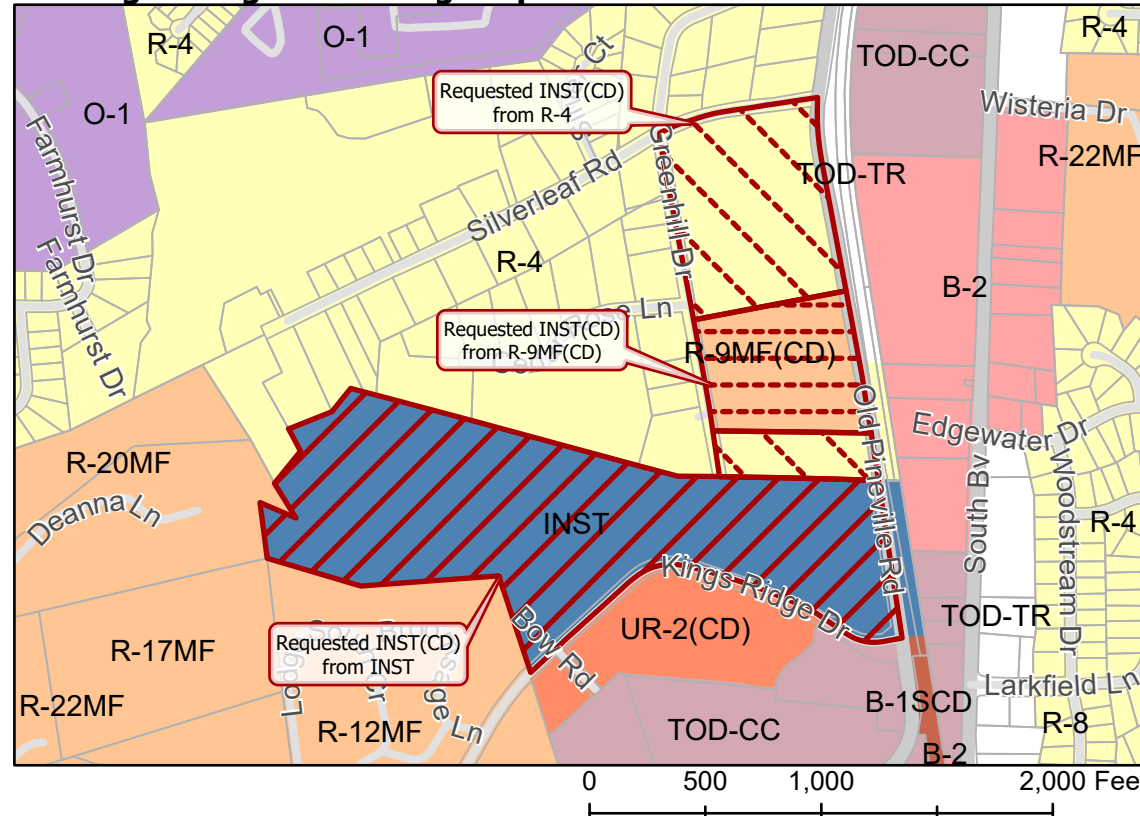 R-4
O-1
TOD-CC
R-4
Requested INST(CD)
from R-4
Wisteria Dr
O-1
R-22MF
Farmhurst Dr
Greenhill Dr
TOD-TR
Silverleaf Rd
Farmhurst Dr
R-4
B-2
Ln
Requested INST(CD)
from R-9MF(CD)
R-9MF(CD)
Old Pineville Rd
Edgewater Dr
R-20MF
Woodstream Dr
South Bv
Deanna Ln
INST
R-4
Kings Ridge Dr
Bow Rd
UR-2(CD)
TOD-TR
Requested INST(CD)
from INST
R-17MF
Larkfield Ln
R-22MF
B-1SCD
R-8
R-12MF
Ln
TOD-CC
B-2
0 500 1,000 2,000 Fee